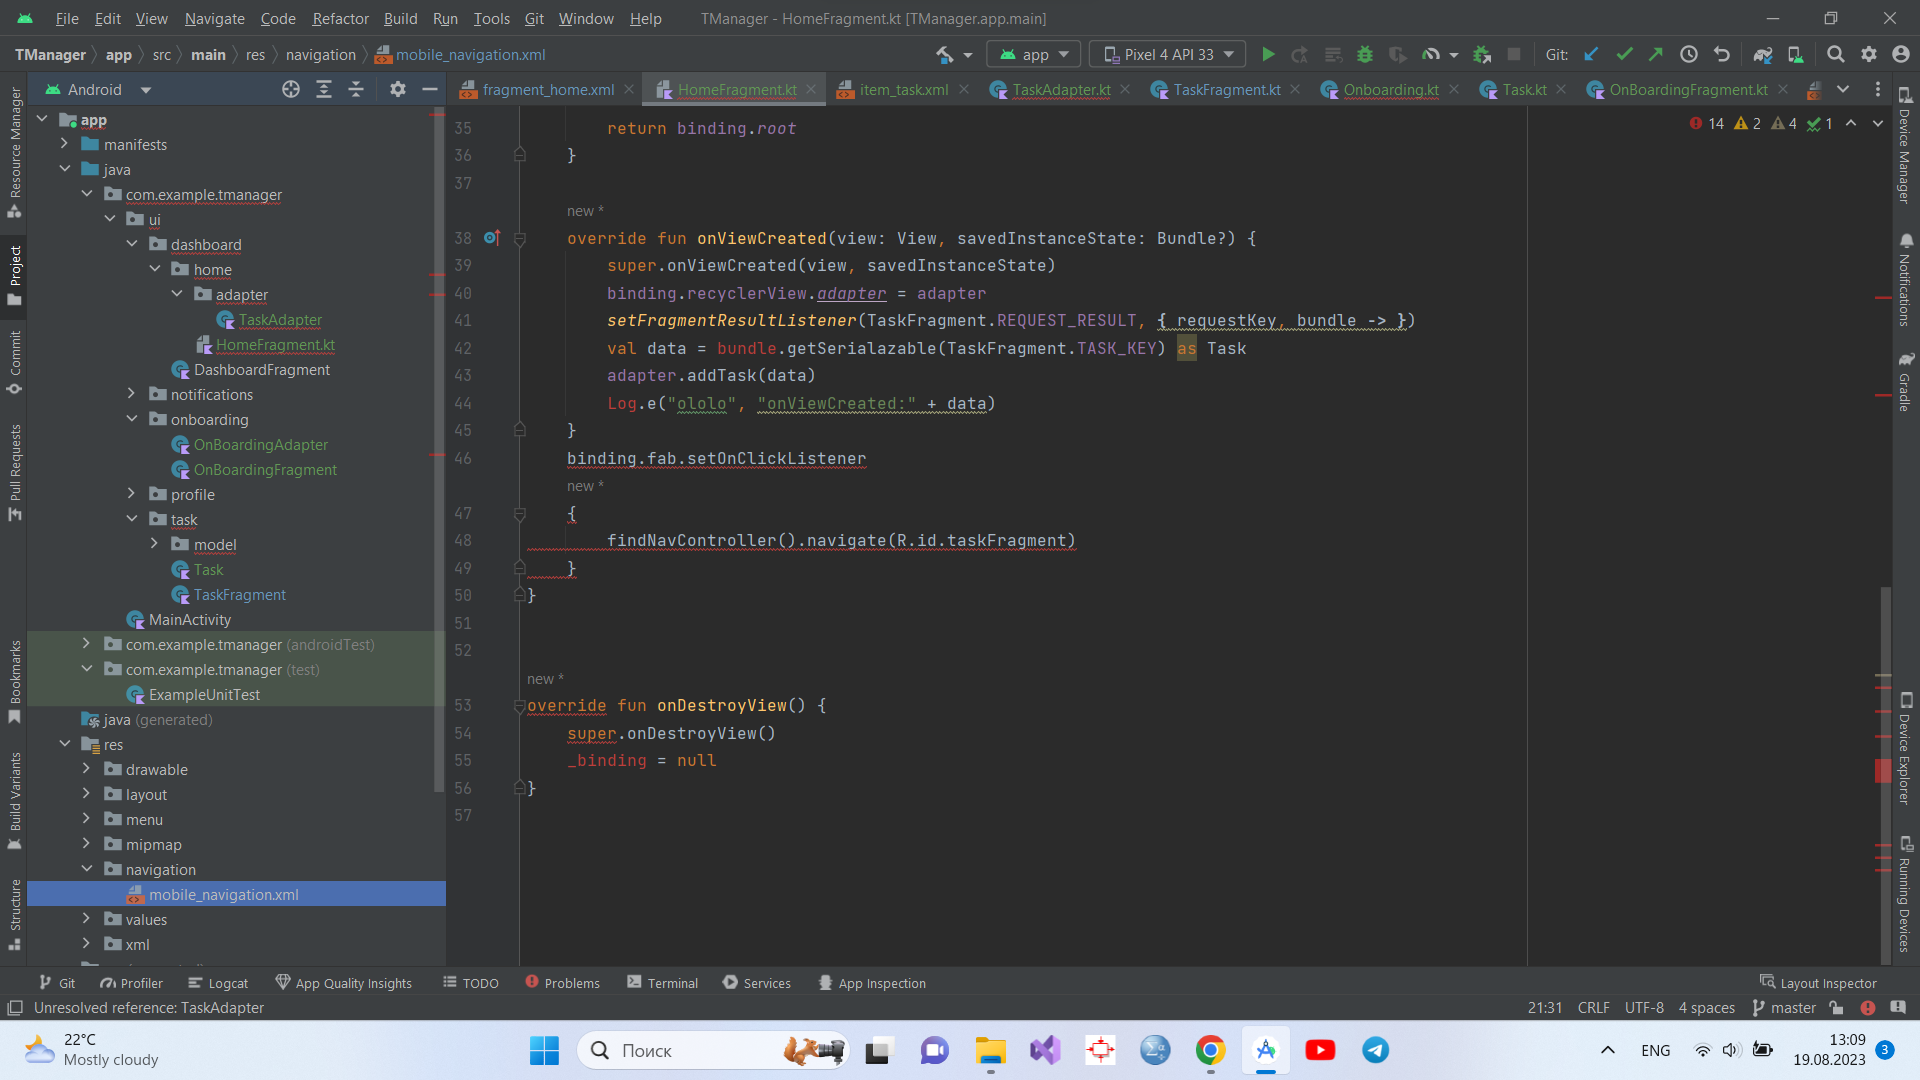 File Edit View Navigate Code Refactor Build Run Tools Git Window Help TManager - HomeFragment.kt [TManager.app.main]
TManager app src main res navigation mobile_navigation.xml app Pixel 4 API 33 Git:
Android
fragment_home.xml HomeFragment.kt item_task.xml TaskAdapter.kt TaskFragment.kt Onboarding.kt Task.kt OnBoardingFragment.kt
14 2 4 1
Resource Manager
Project
Commit
Pull Requests
Bookmarks
Build Variants
Structure
app
manifests
java
com.example.tmanager
ui
dashboard
home
adapter
TaskAdapter
HomeFragment.kt
DashboardFragment
notifications
onboarding
OnBoardingAdapter
OnBoardingFragment
profile
task
model
Task
TaskFragment
MainActivity
com.example.tmanager (androidTest)
com.example.tmanager (test)
ExampleUnitTest
java (generated)
res
drawable
layout
menu
mipmap
navigation
mobile_navigation.xml
values
xml
35 return binding.root
36 }
37
new *
38 override fun onViewCreated(view: View, savedInstanceState: Bundle?) {
39 super.onViewCreated(view, savedInstanceState)
40 binding.recyclerView.adapter = adapter
41 setFragmentResultListener(TaskFragment.REQUEST_RESULT, { requestKey, bundle -> })
42 val data = bundle.getSerialazable(TaskFragment.TASK_KEY) as Task
43 adapter.addTask(data)
44 Log.e("ololo", "onViewCreated:" + data)
45 }
46 binding.fab.setOnClickListener
new *
47 {
48 findNavController().navigate(R.id.taskFragment)
49 }
50 }
51
52
new *
53 override fun onDestroyView() {
54 super.onDestroyView()
55 _binding = null
56 }
57
Device Manager
Notifications
Gradle
Device Explorer
Running Devices
Git Profiler Logcat App Quality Insights TODO Problems Terminal Services App Inspection Layout Inspector
Unresolved reference: TaskAdapter 21:31 CRLF UTF-8 4 spaces master
22°C
Mostly cloudy
Поиск
ENG
13:09
19.08.2023
3